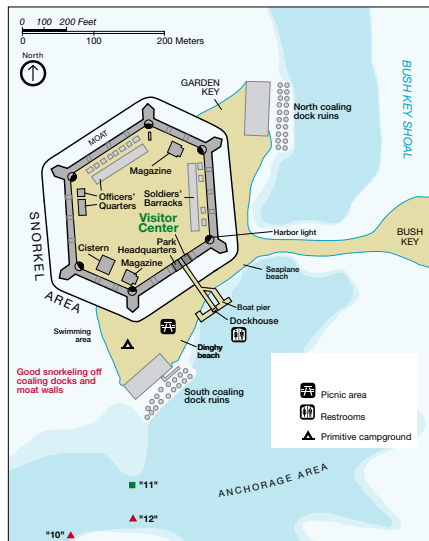 0 100 200 Feet
0 100 200 Meters
North
GARDEN
KEY
North coaling
dock ruins
BUSH KEY SHOAL
MOAT
Magazine
Officers'
Quarters
Soldiers'
Barracks
Visitor
Center
Park
Headquarters
Harbor light
BUSH
KEY
SNORKEL AREA
Cistern
Magazine
Seaplane
beach
Boat pier
Dockhouse
Swimming
area
Dinghy
beach
Good snorkeling off
coaling docks and
moat walls
South coaling
dock ruins
Picnic area
Restrooms
Primitive campground
ANCHORAGE AREA
"11"
"12"
"10"